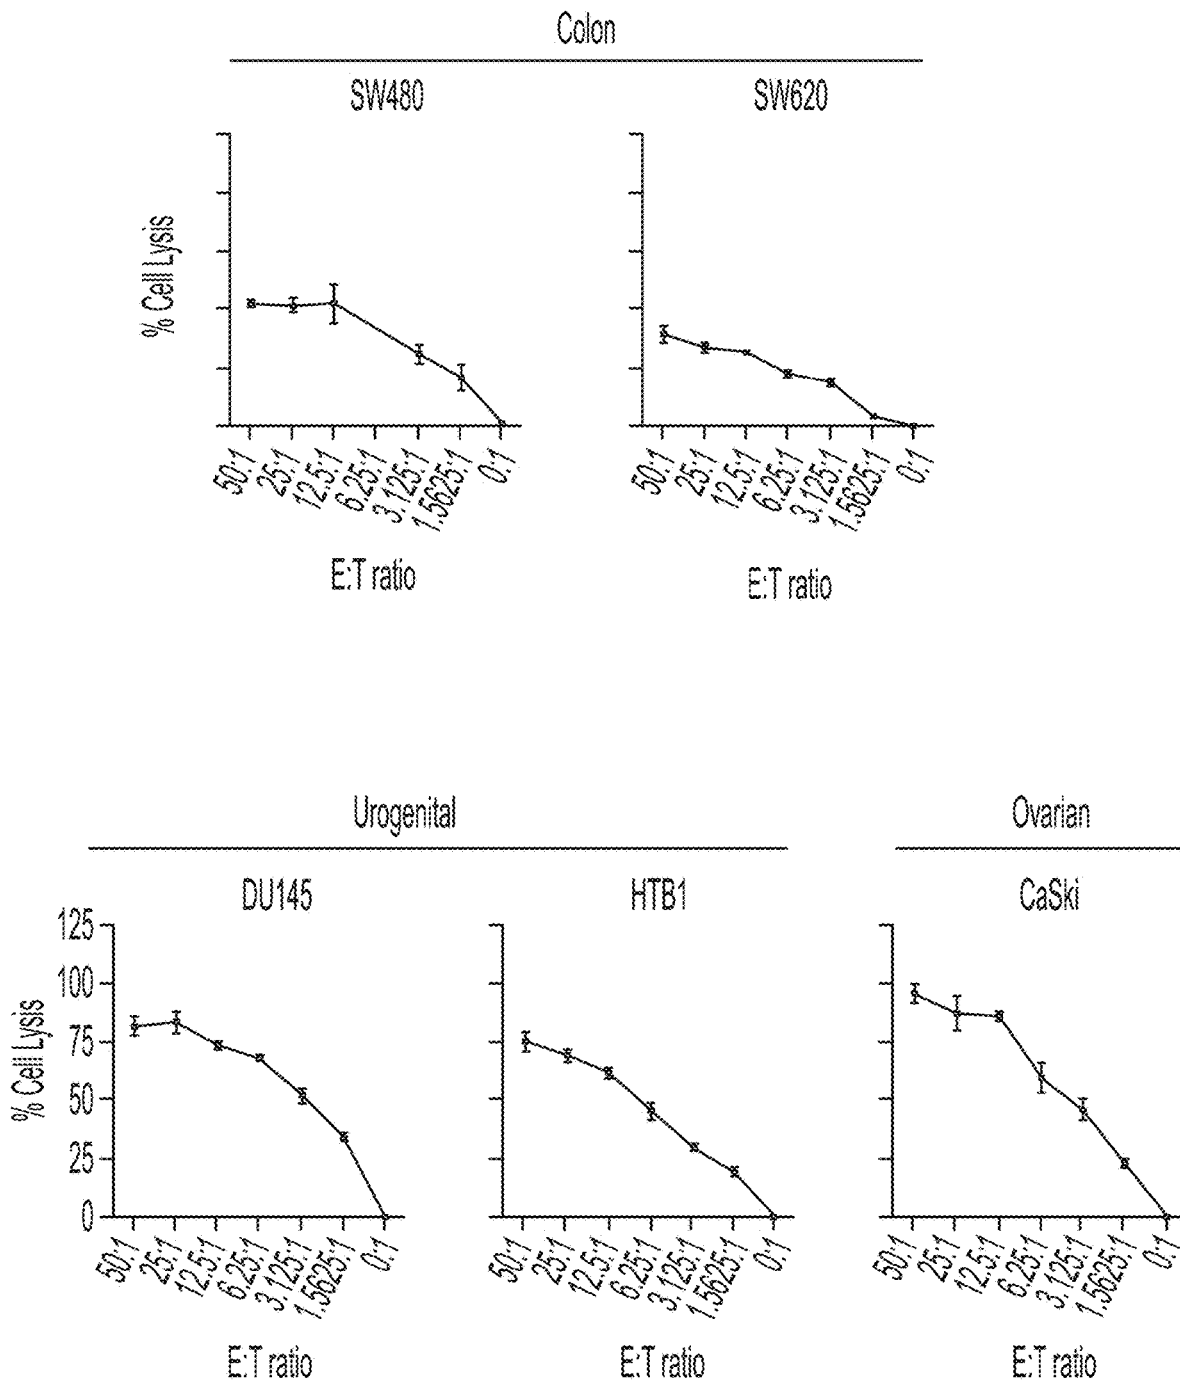 Colon
SW480
SW620
% Cell Lysis
50:1 25:1 12.5:1 6.25:1 3.125:1 1.5625:1 0:1
50:1 25:1 12.5:1 6.25:1 3.125:1 1.5625:1 0:1
E:T ratio
E:T ratio
Urogenital
Ovarian
DU145
HTB1
CaSki
% Cell Lysis
125
100
75
50
25
0
50:1 25:1 12.5:1 6.25:1 3.125:1 1.5625:1 0:1
50:1 25:1 12.5:1 6.25:1 3.125:1 1.5625:1 0:1
50:1 25:1 12.5:1 6.25:1 3.125:1 1.5625:1 0:1
E:T ratio
E:T ratio
E:T ratio